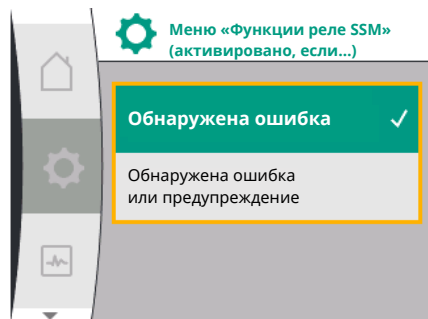 Меню «Функции реле SSM»
(активировано, если...)
Обнаружена ошибка
Обнаружена ошибка
или предупреждение